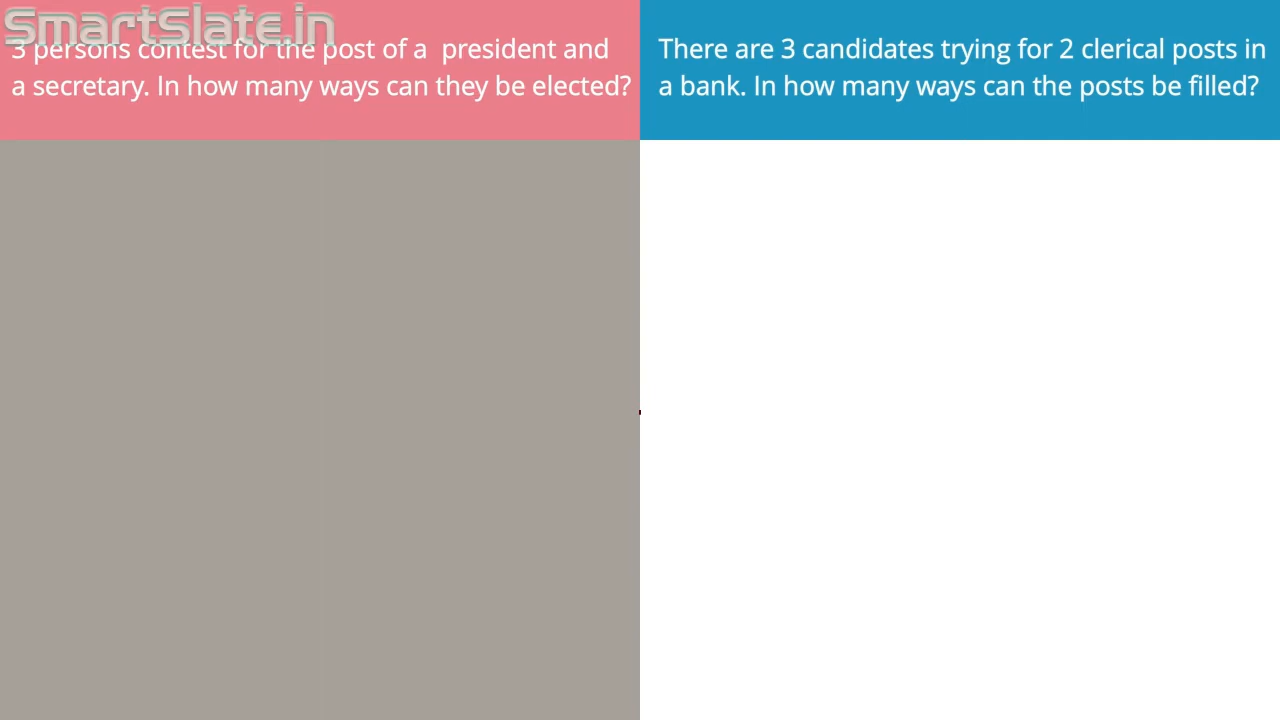 SmartSlate.in
3 persons contest for the post of a president and
a secretary. In how many ways can they be elected?
There are 3 candidates trying for 2 clerical posts in
a bank. In how many ways can the posts be filled?